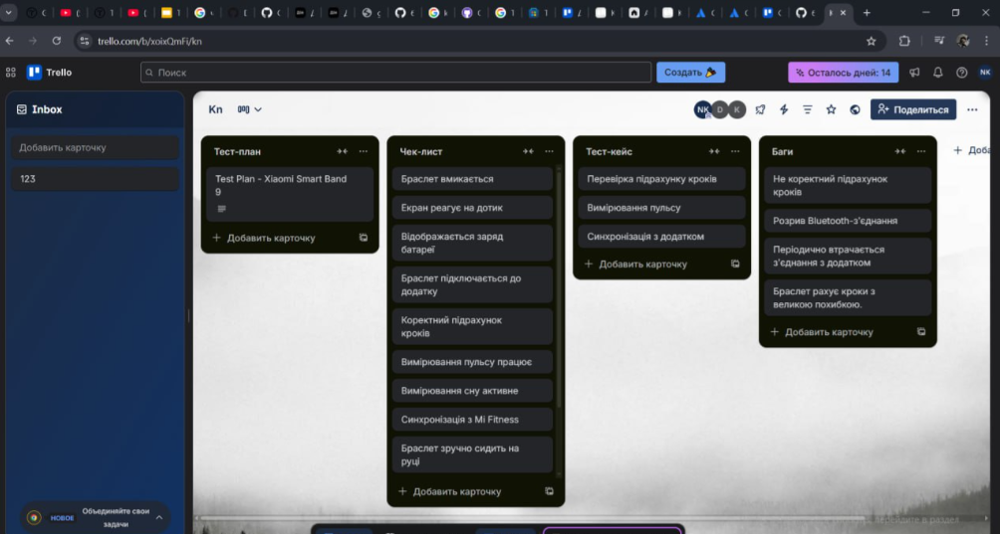 trello.com/b/xoixQmFi/kn
Trello
Поиск
Создать
Осталось дней: 14
NK
Inbox
Добавить карточку
123
НОВОЕ
Объединяйте свои
задачи
Kn
NK
D
K
Поделиться
Тест-план
Test Plan - Xiaomi Smart Band
9
+ Добавить карточку
Чек-лист
Браслет вмикається
Екран реагує на дотик
Відображається заряд
батареї
Браслет підключається до
додатку
Коректний підрахунок
кроків
Вимірювання пульсу працює
Вимірювання сну активне
Синхронізація з Mi Fitness
Браслет зручно сидить на
руці
+ Добавить карточку
Тест-кейс
Перевірка підрахунку кроків
Вимірювання пульсу
Синхронізація з додатком
+ Добавить карточку
Баги
Не коректний підрахунок
кроків
Розрив Bluetooth-з'єднання
Періодично втрачається
з'єднання з додатком
Браслет рахує кроки з
великою похибкою.
+ Добавить карточку
+ Доба